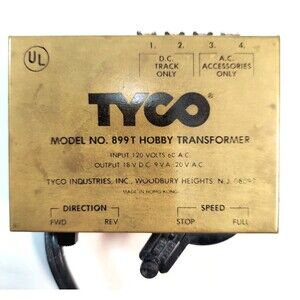 1. 2. 3. 4.
D.C. A.C.
TRACK ACCESSORIES
ONLY ONLY
UL
TYCO ®
MODEL NO. 899T HOBBY TRANSFORMER
INPUT 120 VOLTS 60 A.C.
OUTPUT 18 V D.C. 9 V.A. 20 V A.C.
TYCO INDUSTRIES, INC., WOODBURY HEIGHTS, N.J.
MADE IN HONG KONG
DIRECTION SPEED
FWD REV STOP FULL